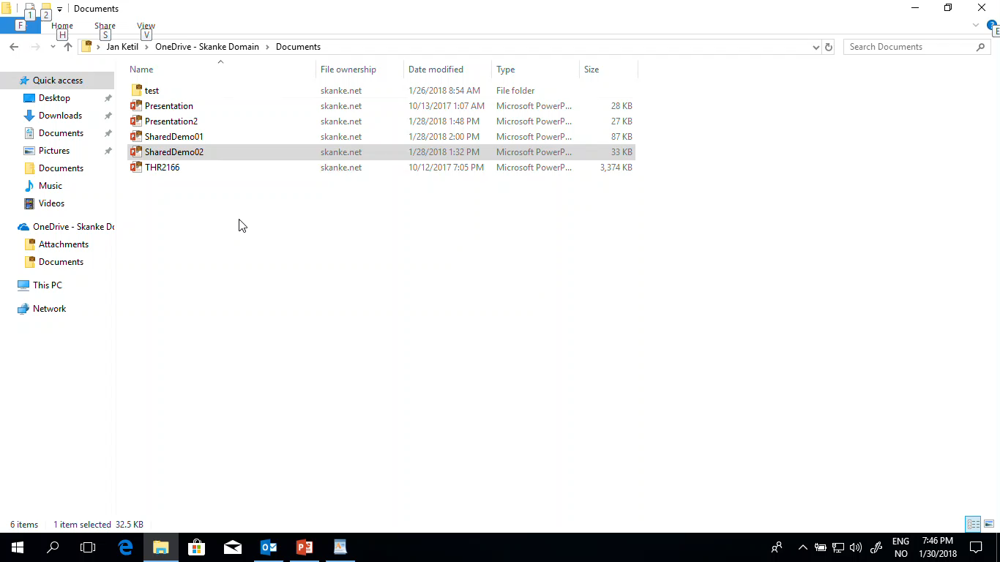 Documents
1 2
F Home Share View
H S V E
Jan Ketil OneDrive - Skanke Domain Documents Search Documents
Name File ownership Date modified Type Size
Quick access
Desktop
Downloads
Documents
Pictures
Documents
Music
Videos
OneDrive - Skanke Do
Attachments
Documents
This PC
Network
test skanke.net 1/26/2018 8:54 AM File folder
Presentation skanke.net 10/13/2017 1:07 AM Microsoft PowerP... 28 KB
Presentation2 skanke.net 1/28/2018 1:48 PM Microsoft PowerP... 27 KB
SharedDemo01 skanke.net 1/28/2018 2:00 PM Microsoft PowerP... 87 KB
SharedDemo02 skanke.net 1/28/2018 1:32 PM Microsoft PowerP... 33 KB
THR2166 skanke.net 10/12/2017 7:05 PM Microsoft PowerP... 3,374 KB
6 items 1 item selected 32.5 KB
ENG 7:46 PM
NO 1/30/2018